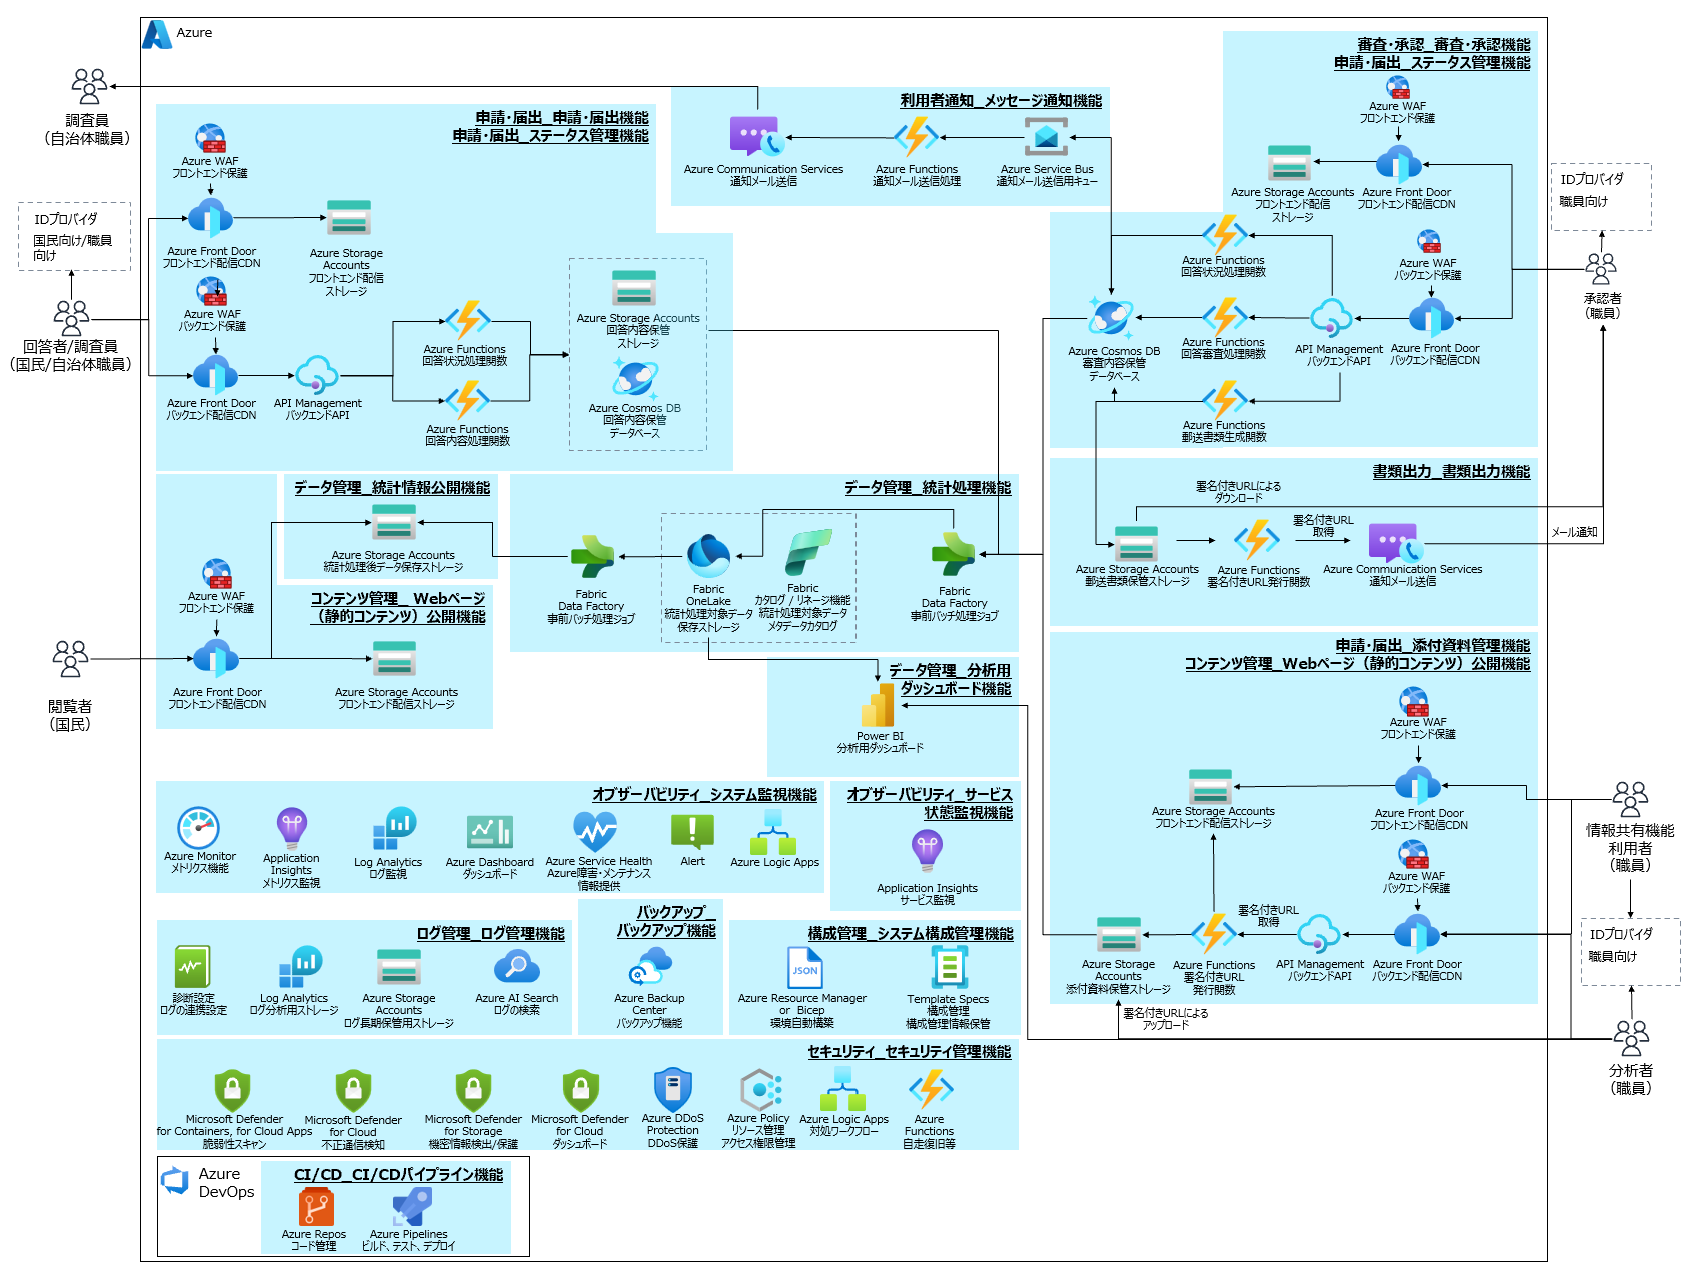 Azure
調査員
（自治体職員）
IDプロバイダ
国民向け/職員
向け
回答者/調査員
（国民/自治体職員）
閲覧者
（国民）
申請・届出_申請・届出機能
申請・届出_ステータス管理機能
Azure WAF
フロントエンド保護
Azure Front Door
フロントエンド配信CDN
Azure Storage
Accounts
フロントエンド配信
ストレージ
Azure WAF
バックエンド保護
Azure Front Door
バックエンド配信CDN
API Management
バックエンドAPI
Azure Functions
回答状況処理関数
Azure Functions
回答内容処理関数
Azure Storage Accounts
回答内容保管
ストレージ
Azure Cosmos DB
回答内容保管
データベース
利用者通知_メッセージ通知機能
Azure Communication Services
通知メール送信
Azure Functions
通知メール送信処理
Azure Service Bus
通知メール送信用キュー
審査・承認_審査・承認機能
申請・届出_ステータス管理機能
Azure WAF
フロントエンド保護
Azure Storage Accounts
フロントエンド配信
ストレージ
Azure Front Door
フロントエンド配信CDN
Azure Functions
回答状況処理関数
Azure WAF
バックエンド保護
Azure Cosmos DB
審査内容保管
データベース
Azure Functions
回答審査処理関数
API Management
バックエンドAPI
Azure Front Door
バックエンド配信CDN
Azure Functions
郵送書類生成関数
IDプロバイダ
職員向け
承認者
（職員）
書類出力_書類出力機能
署名付きURLによる
ダウンロード
署名付きURL
取得
メール通知
Azure Storage Accounts
郵送書類保管ストレージ
Azure Functions
署名付きURL発行関数
Azure Communication Services
通知メール送信
データ管理_統計情報公開機能
Azure Storage Accounts
統計処理後データ保存ストレージ
Azure WAF
フロントエンド保護
Azure Front Door
フロントエンド配信CDN
コンテンツ管理_ Webページ
（静的コンテンツ）公開機能
Azure Storage Accounts
フロントエンド配信ストレージ
データ管理_統計処理機能
Fabric
Data Factory
事前バッチ処理ジョブ
Fabric
OneLake
統計処理対象データ
保存ストレージ
Fabric
カタログ / リネージ機能
統計処理対象データ
メタデータカタログ
Fabric
Data Factory
事前バッチ処理ジョブ
データ管理_分析用
ダッシュボード機能
Power BI
分析用ダッシュボード
申請・届出_添付資料管理機能
コンテンツ管理_Webページ（静的コンテンツ）公開機能
Azure WAF
フロントエンド保護
Azure Storage Accounts
フロントエンド配信ストレージ
Azure Front Door
フロントエンド配信CDN
Azure WAF
バックエンド保護
署名付きURL
取得
Azure Storage
Accounts
添付資料保管ストレージ
Azure Functions
署名付きURL
発行関数
API Management
バックエンドAPI
Azure Front Door
バックエンド配信CDN
署名付きURLによる
アップロード
情報共有機能
利用者
（職員）
IDプロバイダ
職員向け
分析者
（職員）
オブザーバビリティ_システム監視機能
Azure Monitor
メトリクス機能
Application
Insights
メトリクス監視
Log Analytics
ログ監視
Azure Dashboard
ダッシュボード
Azure Service Health
Azure障害・メンテナンス
情報提供
Alert
Azure Logic Apps
オブザーバビリティ_サービス
状態監視機能
Application Insights
サービス監視
ログ管理_ログ管理機能
診断設定
ログの連携設定
Log Analytics
ログ分析用ストレージ
Azure Storage
Accounts
ログ長期保管用ストレージ
Azure AI Search
ログの検索
バックアップ_
バックアップ機能
Azure Backup
Center
バックアップ機能
構成管理_システム構成管理機能
JSON
Azure Resource Manager
or Bicep
環境自動構築
Template Specs
構成管理
構成管理情報保管
セキュリティ_セキュリティ管理機能
Microsoft Defender
for Containers, for Cloud Apps
脆弱性スキャン
Microsoft Defender
for Cloud
不正通信検知
Microsoft Defender
for Storage
機密情報検出/保護
Microsoft Defender
for Cloud
ダッシュボード
Azure DDoS
Protection
DDoS保護
Azure Policy
リソース管理
アクセス権限管理
Azure Logic Apps
対処ワークフロー
Azure
Functions
自走復旧等
Azure
DevOps
CI/CD_CI/CDパイプライン機能
Azure Repos
コード管理
Azure Pipelines
ビルド、テスト、デプロイ